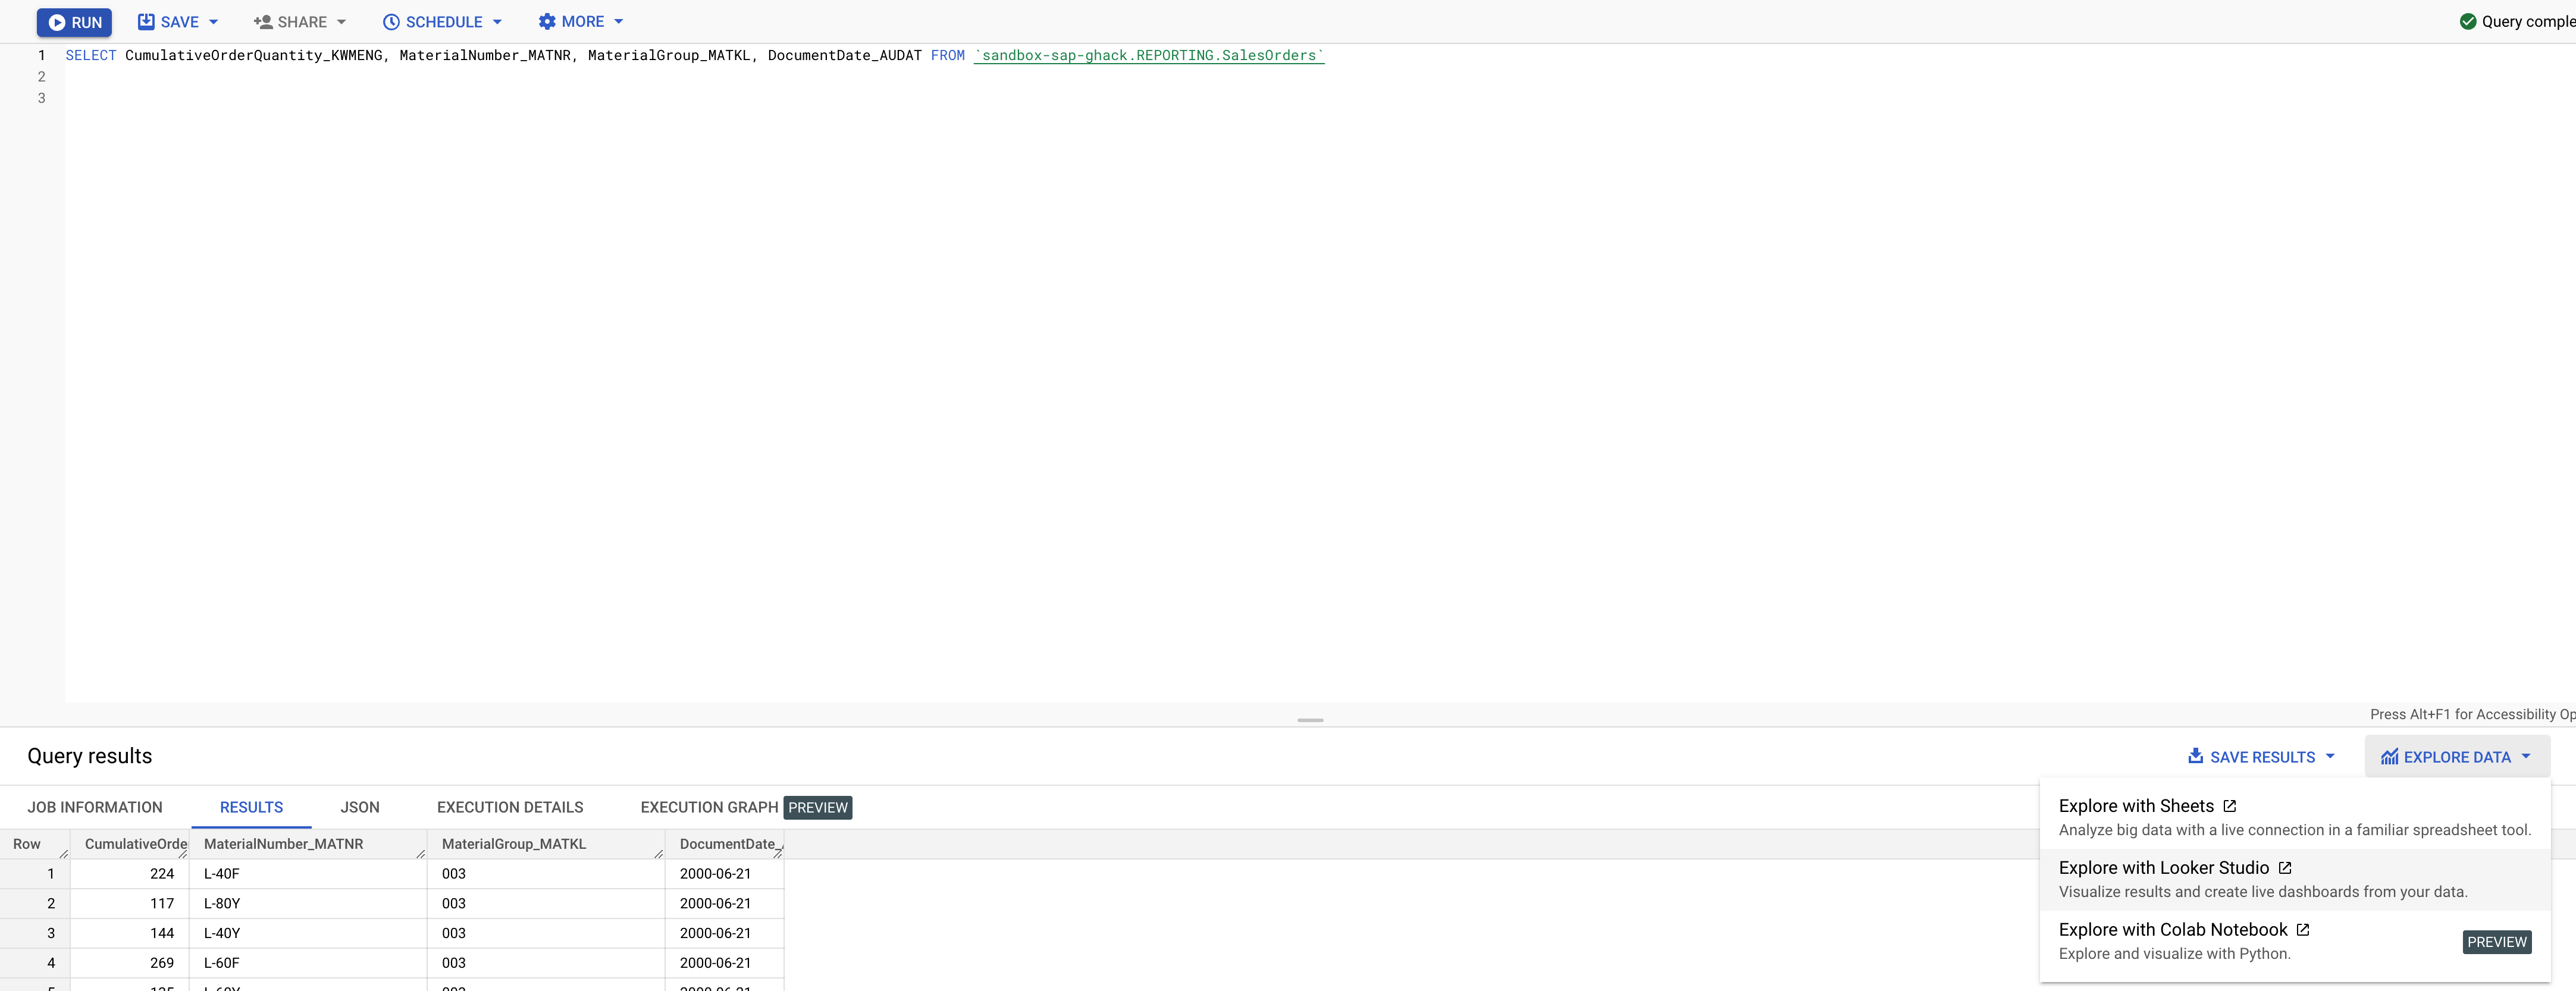 RUN SAVE SHARE SCHEDULE MORE Query comple
1 SELECT CumulativeOrderQuantity_KWMENG, MaterialNumber_MATNR, MaterialGroup_MATKL, DocumentDate_AUDAT FROM `sandbox-sap-ghack.REPORTING.SalesOrders`
2
3
Press Alt+F1 for Accessibility Op
Query results SAVE RESULTS EXPLORE DATA
JOB INFORMATION RESULTS JSON EXECUTION DETAILS EXECUTION GRAPH PREVIEW
Row CumulativeOrde MaterialNumber_MATNR MaterialGroup_MATKL DocumentDate_
1 224 L-40F 003 2000-06-21
2 117 L-80Y 003 2000-06-21
3 144 L-40Y 003 2000-06-21
4 269 L-60F 003 2000-06-21
Explore with Sheets
Analyze big data with a live connection in a familiar spreadsheet tool.
Explore with Looker Studio
Visualize results and create live dashboards from your data.
Explore with Colab Notebook
Explore and visualize with Python.
PREVIEW